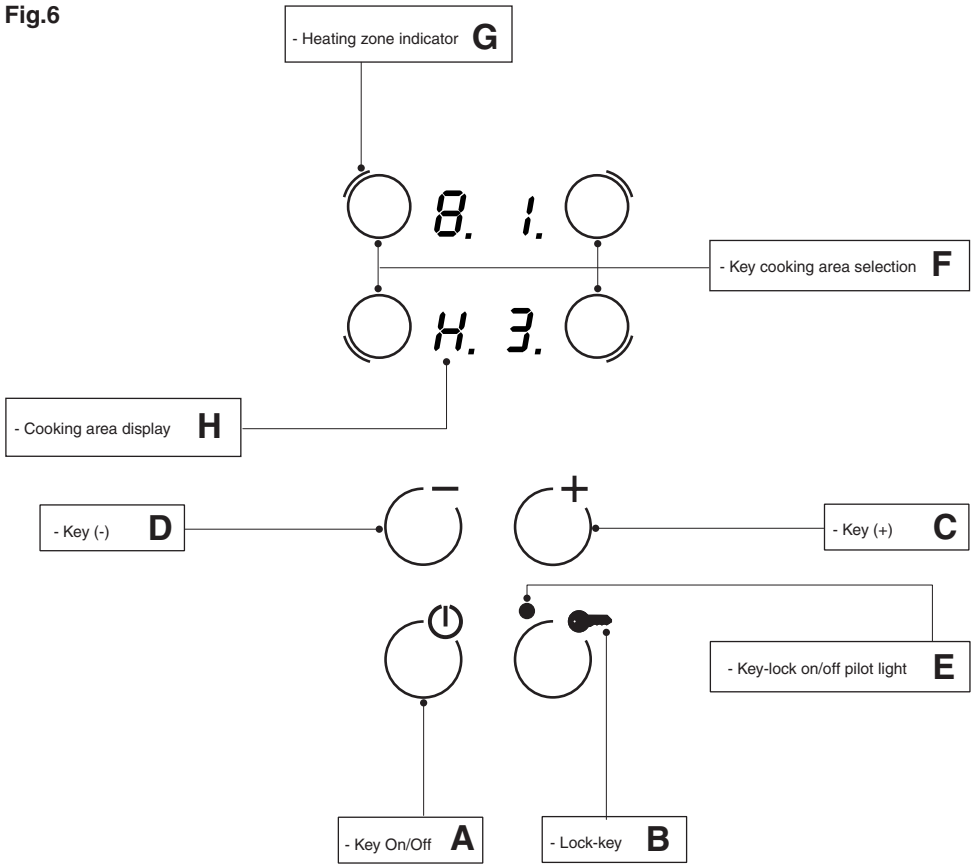 Fig.6
- Heating zone indicator G
8. 1.
- Key cooking area selection F
H. 3.
- Cooking area display H
- +
- Key (-) D
- Key (+) C
- Key-lock on/off pilot light E
- Key On/Off A
- Lock-key B